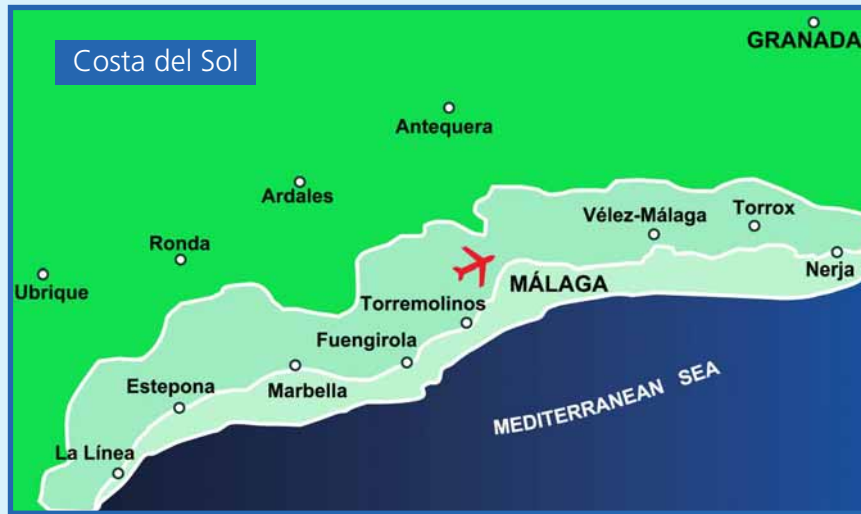 Costa del Sol
GRANADA
Antequera
Ardales
Vélez-Málaga
Torrox
Ronda
Nerja
Ubrique
MÁLAGA
Torremolinos
Fuengirola
Estepona
Marbella
MEDITERRANEAN SEA
La Línea